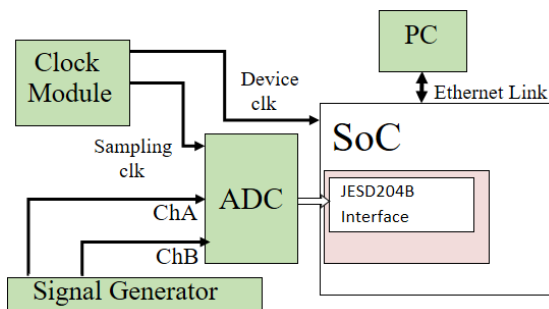 Clock
Module
PC
Device
clk
Ethernet Link
SoC
Sampling
clk
ADC
JESD204B
Interface
ChA
ChB
Signal Generator